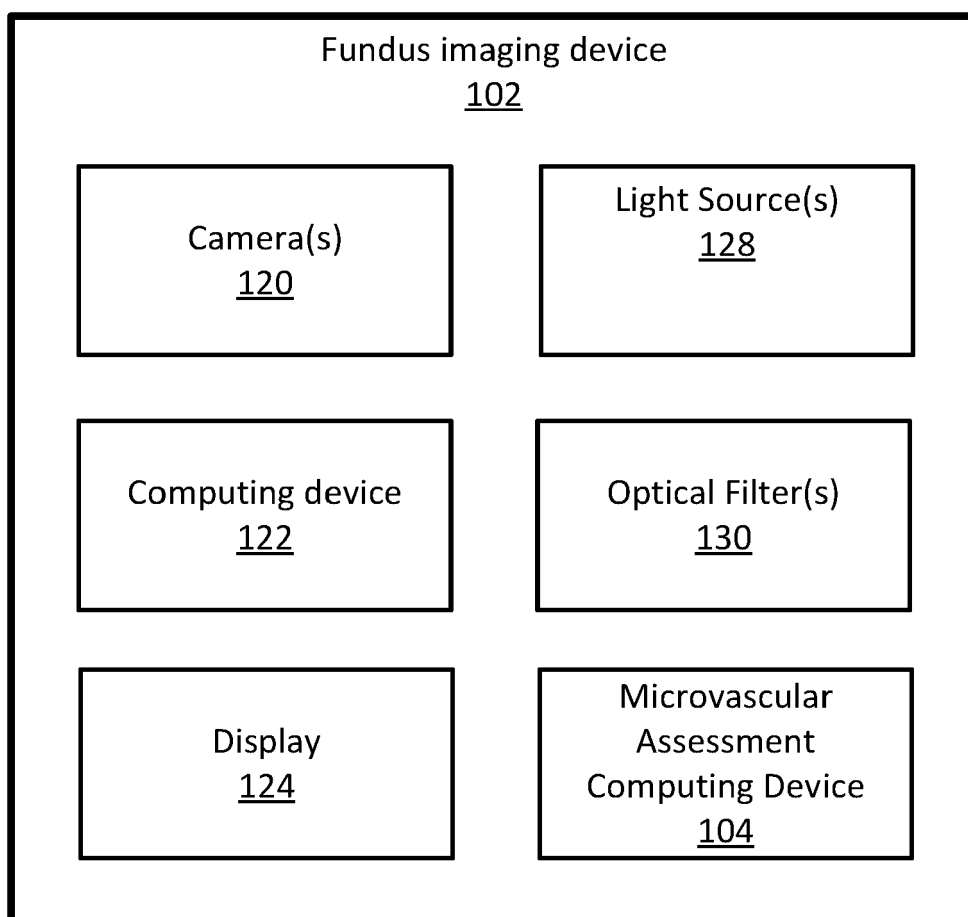 Fundus imaging device
102
Camera(s)
120
Light Source(s)
128
Computing device
122
Optical Filter(s)
130
Display
124
Microvascular
Assessment
Computing Device
104